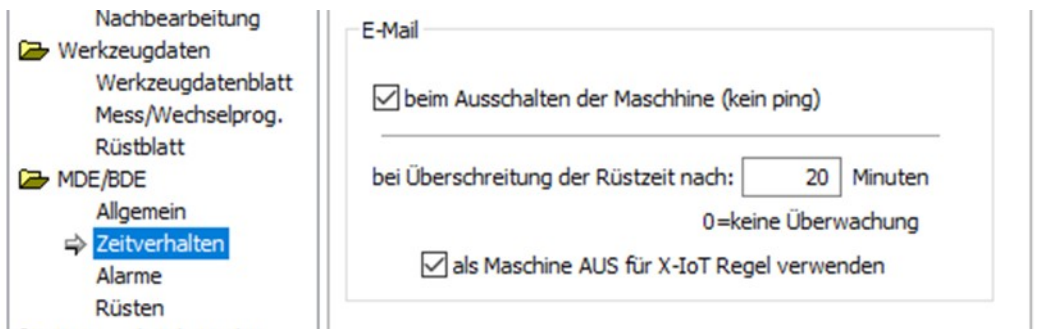 Nachbearbeitung
Werkzeugdaten
Werkzeugdatenblatt
Mess/Wechselprog.
Rüstblatt
MDE/BDE
Allgemein
Zeitverhalten
Alarme
Rüsten
E-Mail
beim Ausschalten der Maschhine (kein ping)
bei Überschreitung der Rüstzeit nach: 20 Minuten
0=keine Überwachung
als Maschine AUS für X-IoT Regel verwenden